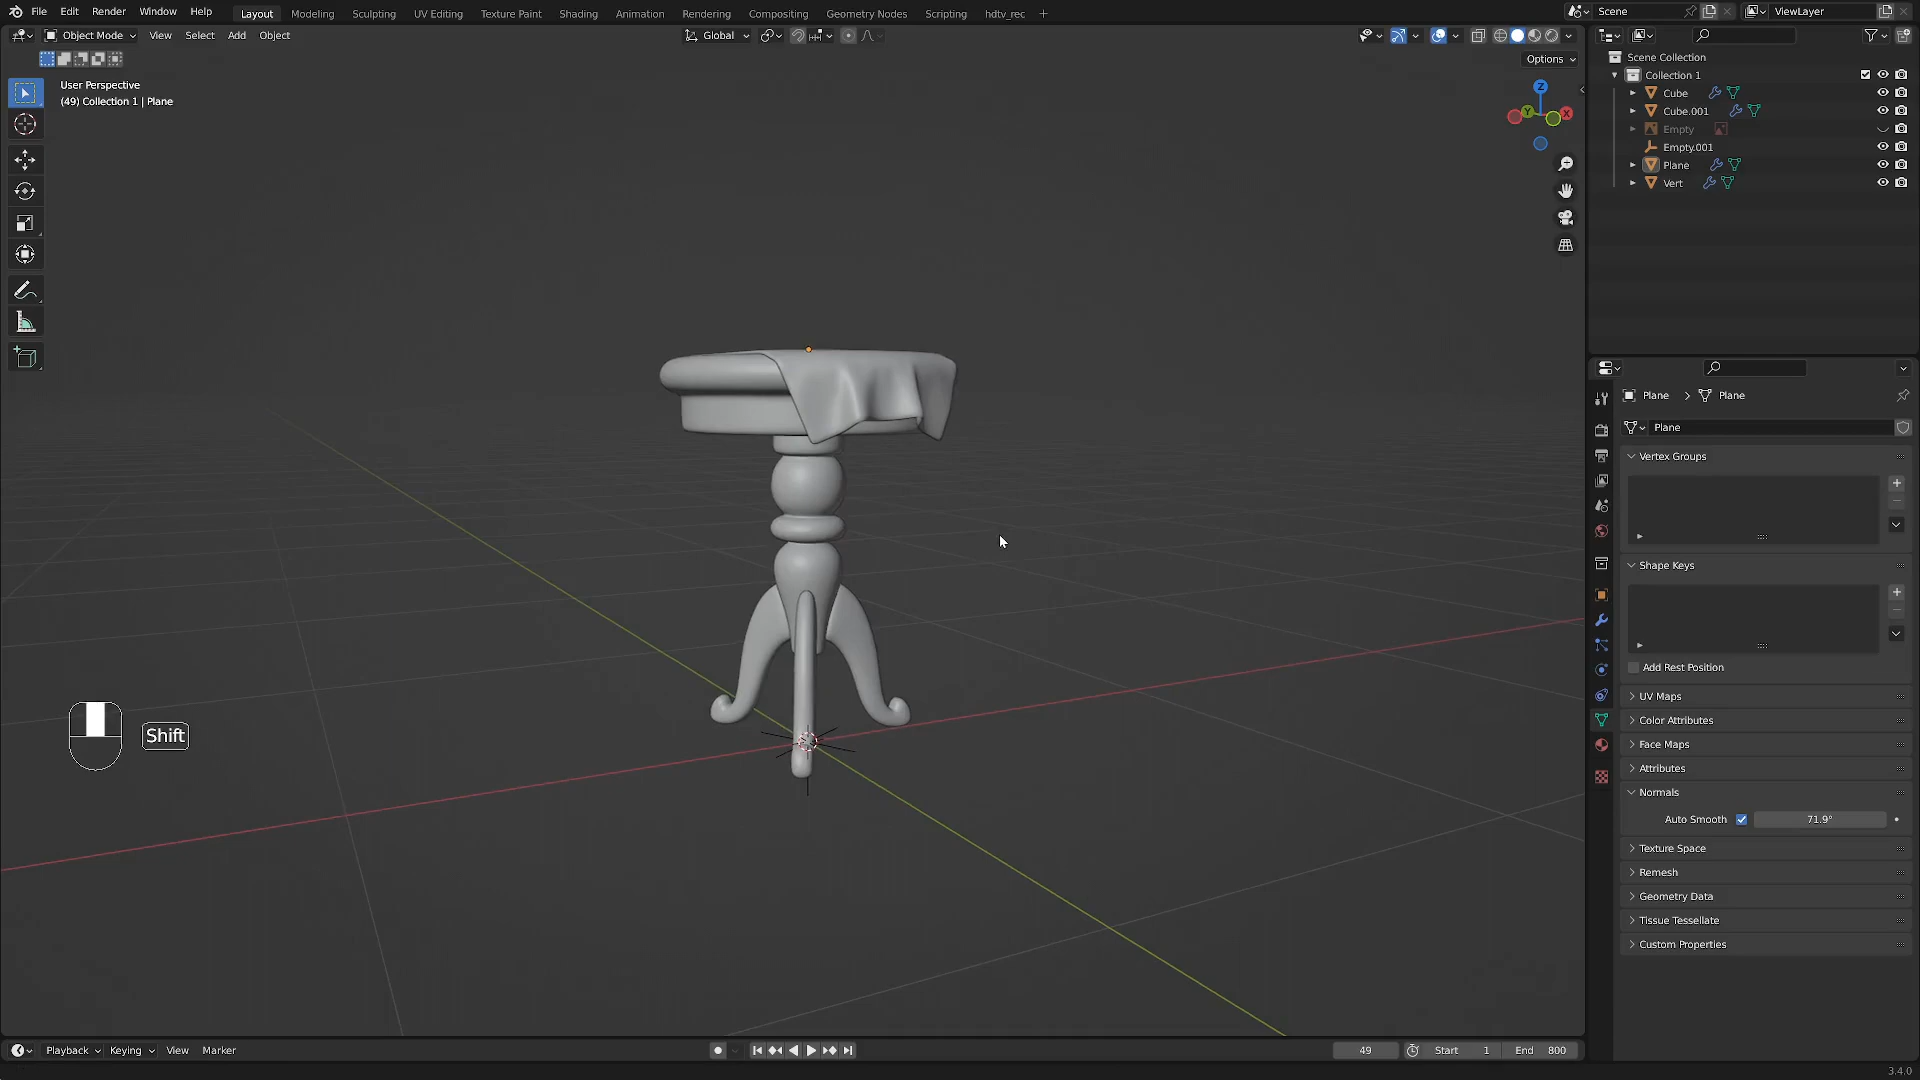 File Edit Render Window Help Layout Modeling Sculpting UV Editing Texture Paint Shading Animation Rendering Compositing Geometry Nodes Scripting hdtv_rec + Scene ViewLayer
Object Mode View Select Add Object Global
Options
User Perspective
(49) Collection 1 | Plane
Z
Y
X
Scene Collection
Collection 1
Cube
Cube.001
Empty
Empty.001
Plane
Vert
Plane > Plane
Plane
Vertex Groups
Shape Keys
Add Rest Position
UV Maps
Color Attributes
Face Maps
Attributes
Normals
Auto Smooth 71.9°
Texture Space
Remesh
Geometry Data
Tissue Tessellate
Custom Properties
Shift
Playback Keying View Marker 49 Start 1 End 800
3.4.0